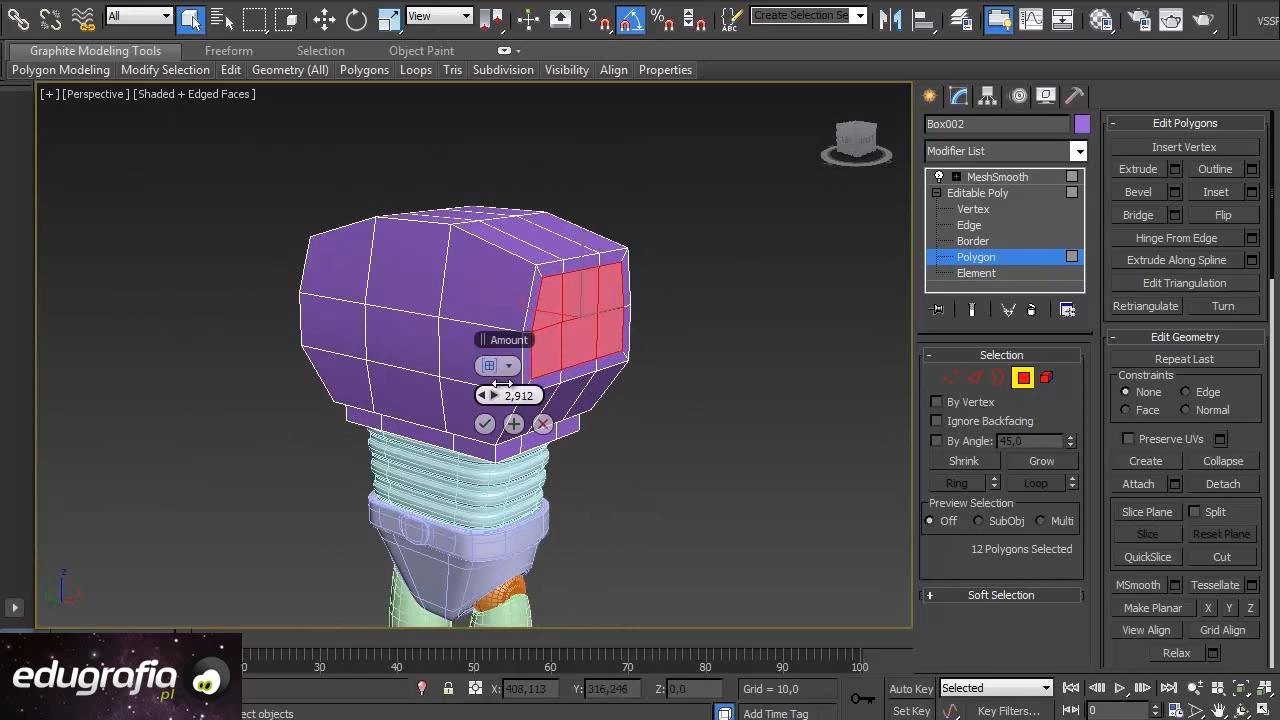 All
View
3
%
ABC
Create Selection Se
VSSF
Graphite Modeling Tools
Freeform
Selection
Object Paint
Polygon Modeling
Modify Selection
Edit
Geometry (All)
Polygons
Loops
Tris
Subdivision
Visibility
Align
Properties
[+] [Perspective] [Shaded + Edged Faces]
Amount
2,912
z
Box002
Modifier List
MeshSmooth
Editable Poly
Vertex
Edge
Border
Polygon
Element
Selection
By Vertex
Ignore Backfacing
By Angle: 45,0
Shrink
Grow
Ring
Loop
Preview Selection
Off
SubObj
Multi
12 Polygons Selected
Soft Selection
Edit Polygons
Insert Vertex
Extrude
Outline
Bevel
Inset
Bridge
Flip
Hinge From Edge
Extrude Along Spline
Edit Triangulation
Retriangulate
Turn
Edit Geometry
Repeat Last
Constraints
None
Edge
Face
Normal
Preserve UVs
Create
Collapse
Attach
Detach
Slice Plane
Split
Slice
Reset Plane
QuickSlice
Cut
MSmooth
Tessellate
Make Planar
X
Y
Z
View Align
Grid Align
Relax
30
40
50
60
70
80
90
100
X: 408,113
Y: 316,246
Z: 0,0
Grid = 10,0
Auto Key
Selected
ect objects
Add Time Tag
Set Key
Key Filters...
0
edugrafia
.pl